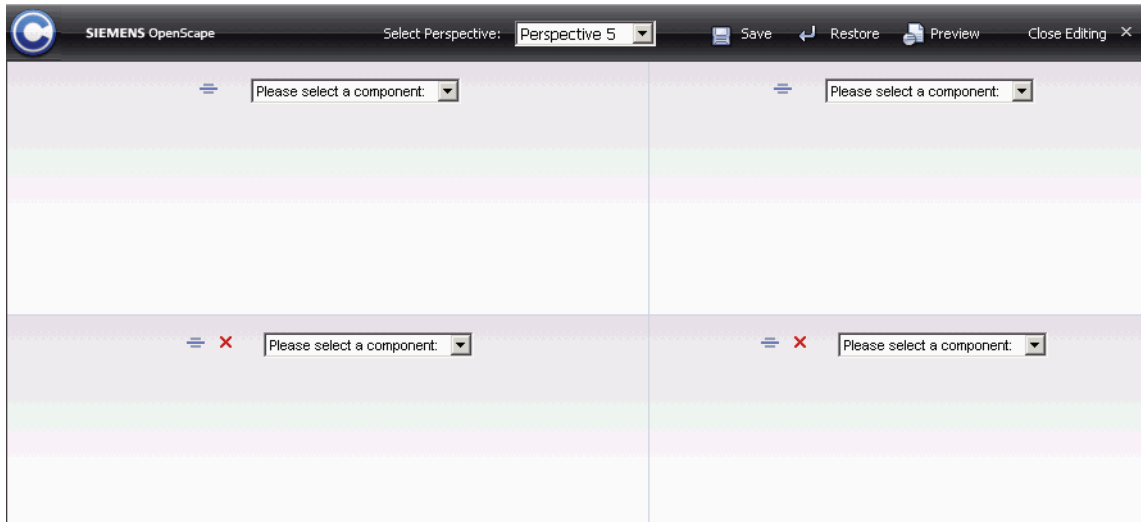 SIEMENS OpenScape Select Perspective: Perspective 5 Save Restore Preview Close Editing
Please select a component: Please select a component:
Please select a component: Please select a component: